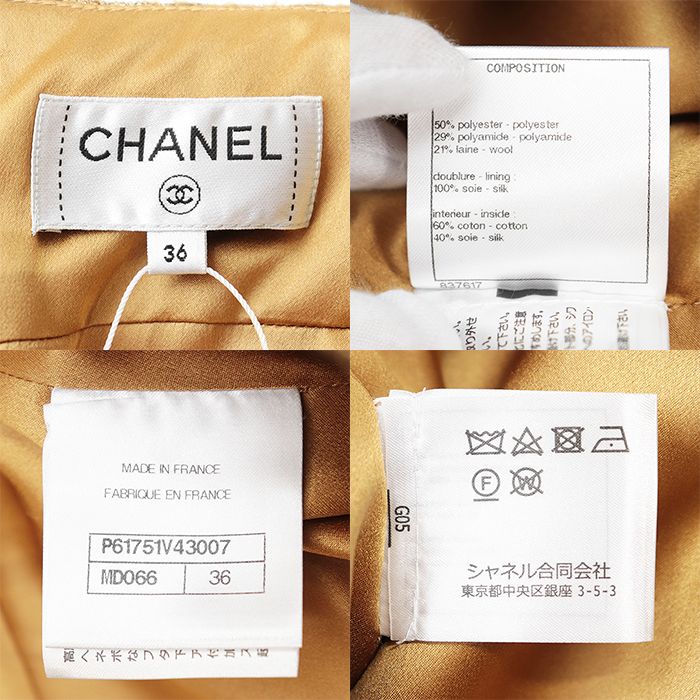 CHANEL
36
COMPOSITION
50% polyester - polyester
29% polyamide - polyamide
21% laine - wool
doublure - lining :
100% soie - silk
interieur - inside :
60% coton - cotton
40% soie - silk
837617
MADE IN FRANCE
FABRIQUE EN FRANCE
P61751V43007
MD066 36
G05
F
W
シャネル合同会社
東京都中央区銀座 3-5-3